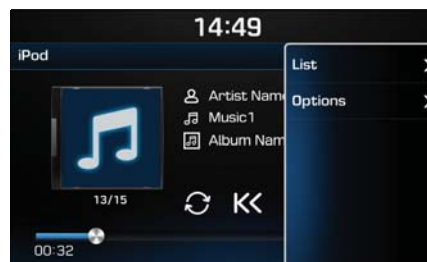 14:49
iPod
Artist Nam
Music1
Album Nam
13/15
00:32
List
Options